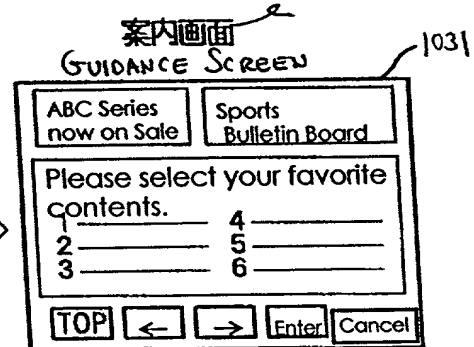 案内画面
GUIDANCE SCREEN
1031
ABC Series
now on Sale
Sports
Bulletin Board
Please select your favorite
contents.
1 4
2 5
3 6
TOP ← → Enter Cancel